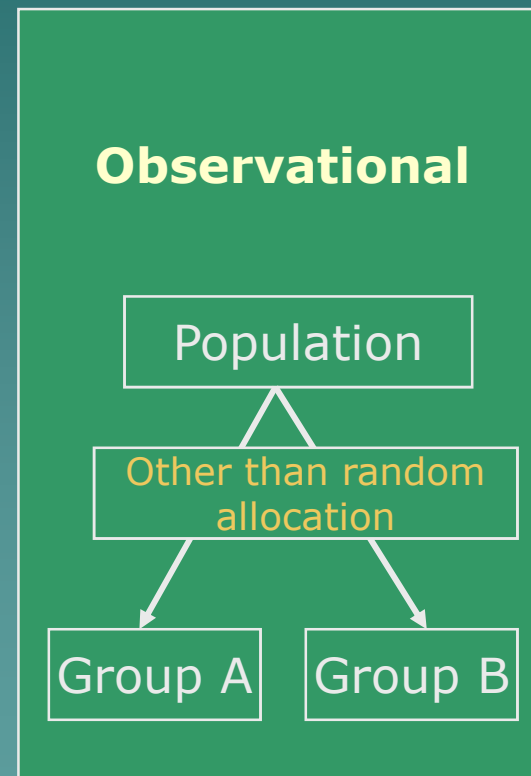 Observational
Population
Other than random
allocation
Group A
Group B